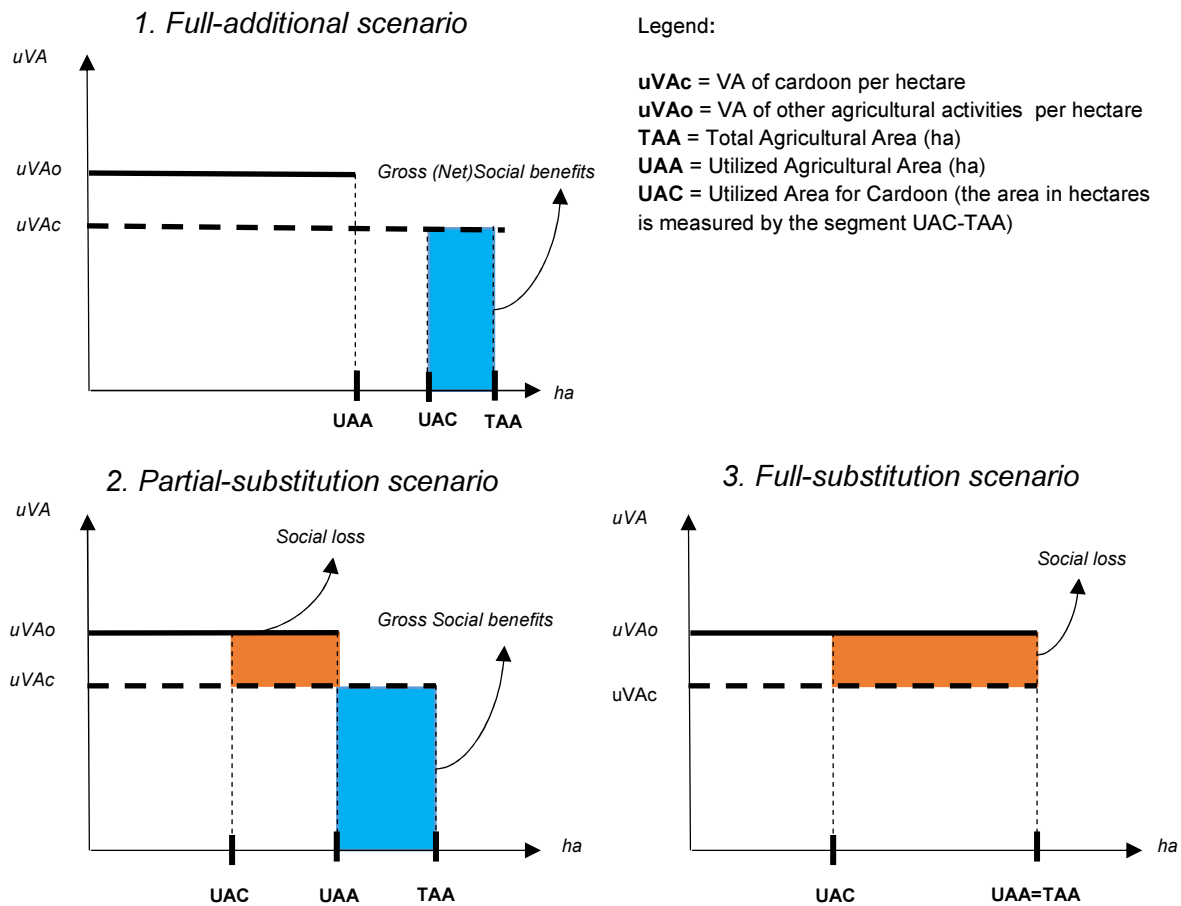 1. Full-additional scenario
uVA
uVAo
uVAc
Gross (Net)Social benefits
ha
UAA
UAC
TAA
Legend:
uVAc = VA of cardoon per hectare
uVAo = VA of other agricultural activities per hectare
TAA = Total Agricultural Area (ha)
UAA = Utilized Agricultural Area (ha)
UAC = Utilized Area for Cardoon (the area in hectares
is measured by the segment UAC-TAA)
2. Partial-substitution scenario
uVA
Social loss
uVAo
Gross Social benefits
uVAc
ha
UAC
UAA
TAA
3. Full-substitution scenario
uVA
Social loss
uVAo
uVAc
ha
UAC
UAA=TAA